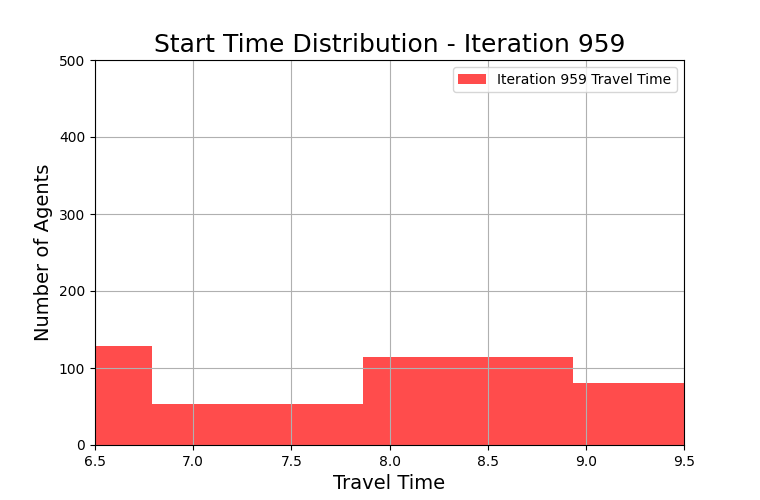 Start Time Distribution - Iteration 959
Iteration 959 Travel Time
Number of Agents
500
400
300
200
100
0
6.5 7.0 7.5 8.0 8.5 9.0 9.5
Travel Time